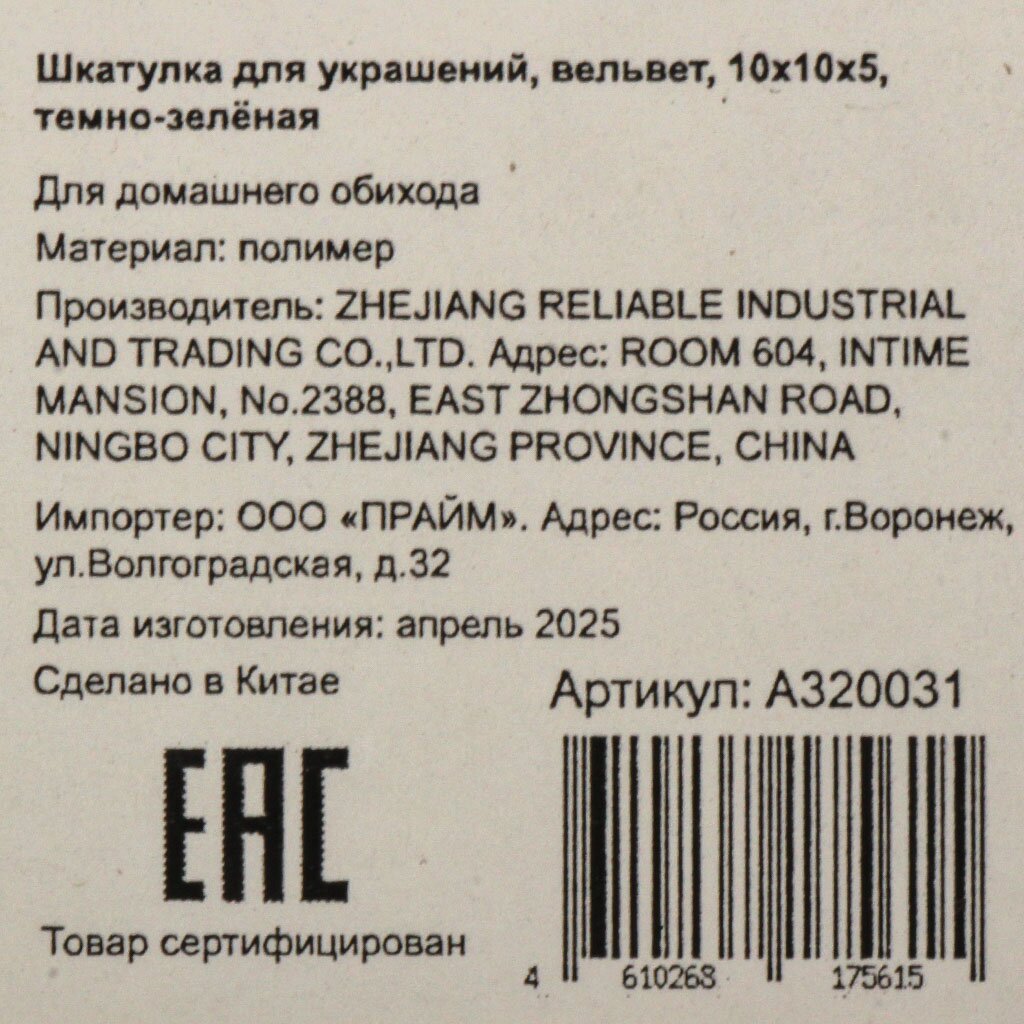 Шкатулка для украшений, вельвет, 10х10х5,
темно-зелёная
Для домашнего обихода
Материал: полимер
Производитель: ZHEJIANG RELIABLE INDUSTRIAL
AND TRADING CO.,LTD. Адрес: ROOM 604, INTIME
MANSION, No.2388, EAST ZHONGSHAN ROAD,
NINGBO CITY, ZHEJIANG PROVINCE, CHINA
Импортер: ООО «ПРАЙМ». Адрес: Россия, г.Воронеж,
ул.Волгоградская, д.32
Дата изготовления: апрель 2025
Сделано в Китае
Артикул: А320031
ЕАС
Товар сертифицирован
4 610268 175615